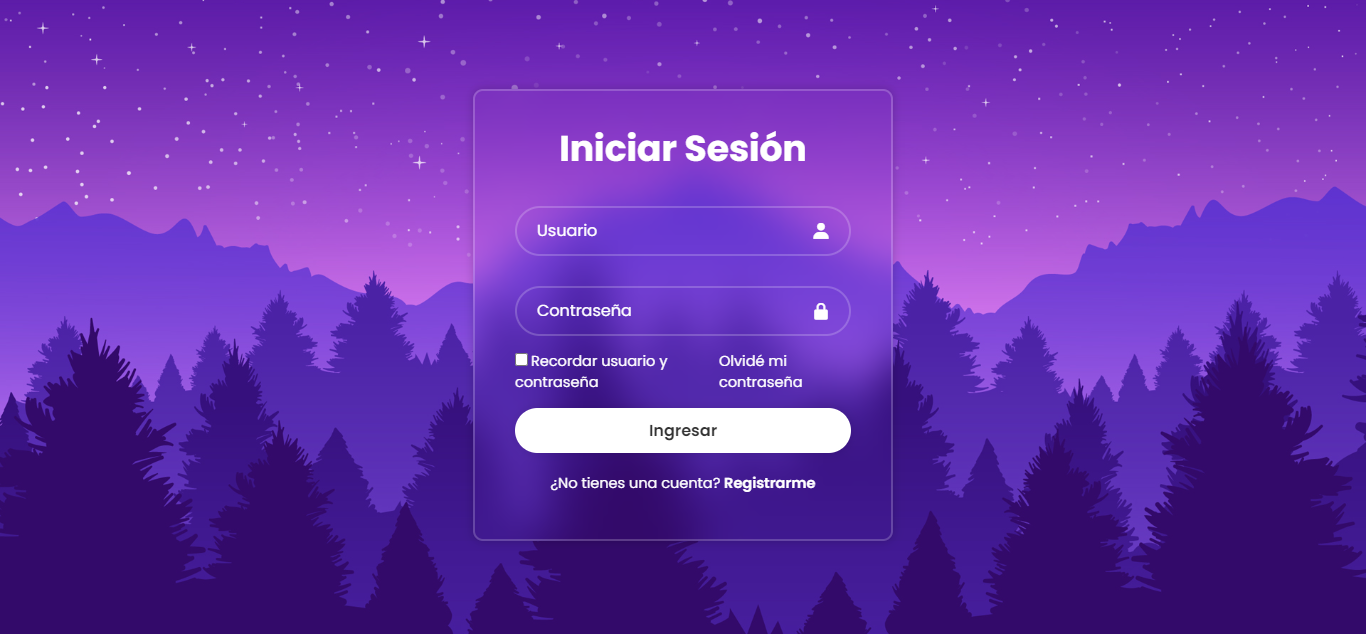 Iniciar Sesión
Usuario
Contraseña
Recordar usuario y
contraseña
Olvidé mi
contraseña
Ingresar
¿No tienes una cuenta? Registrarme